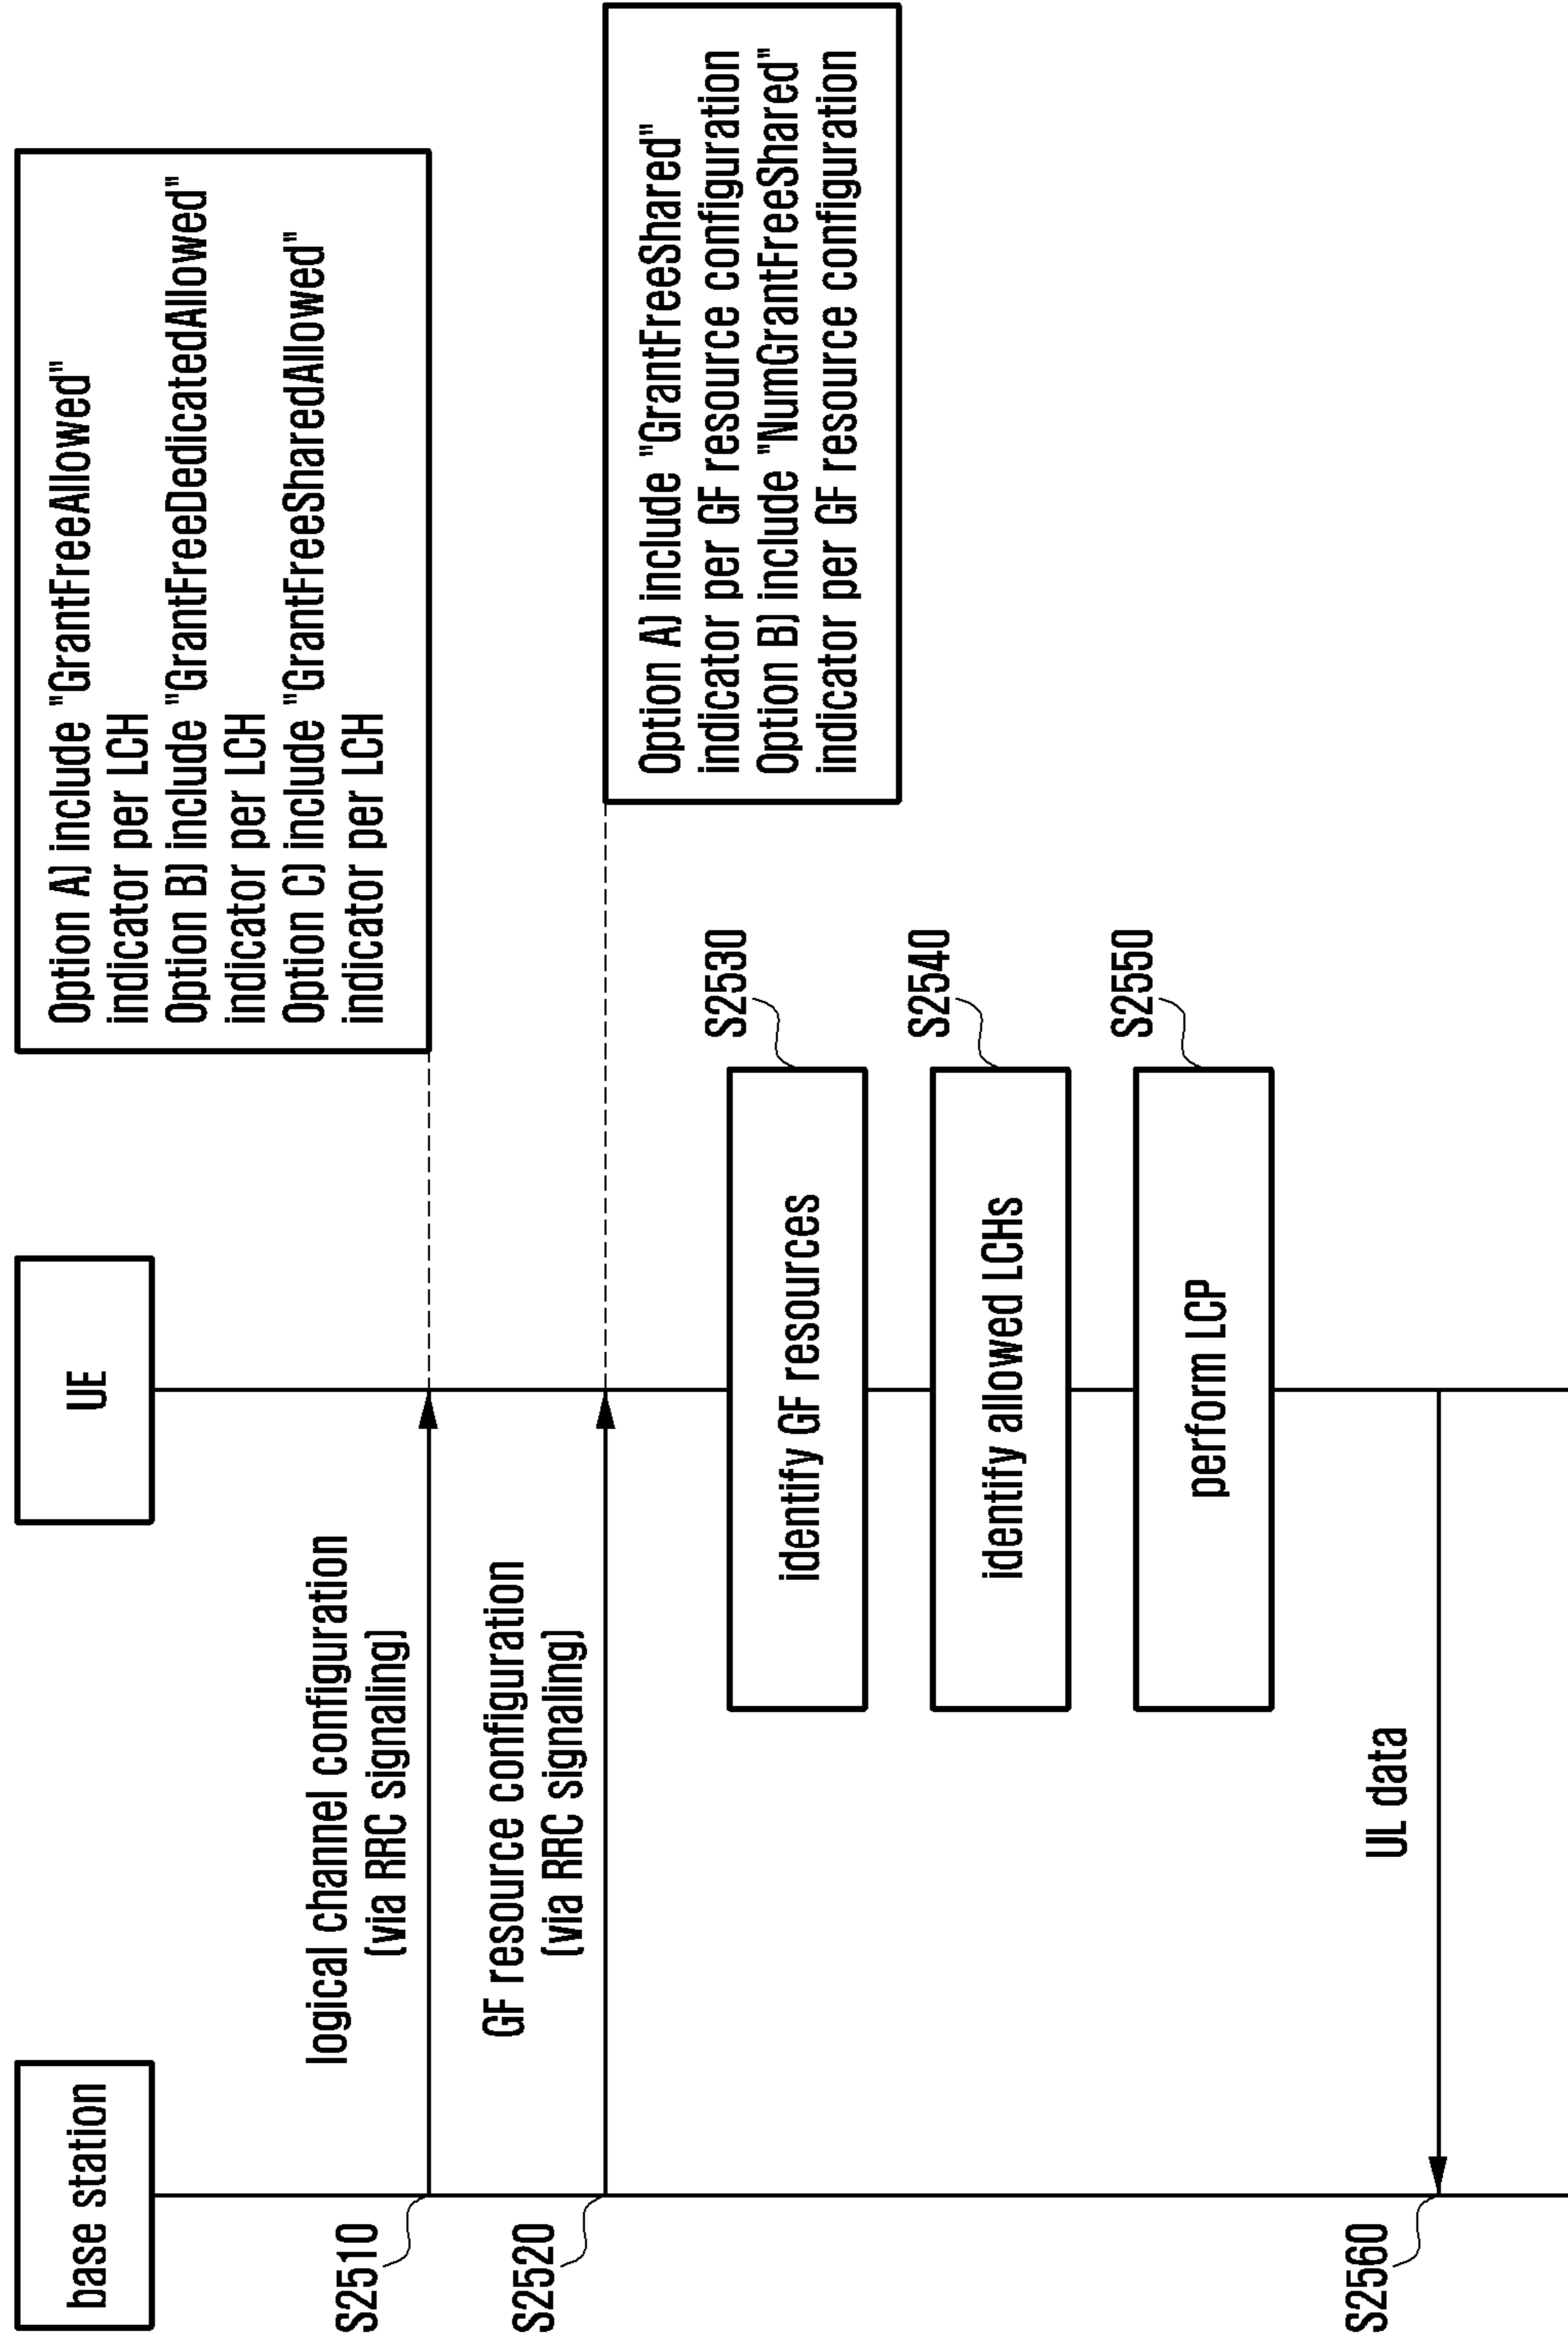 base station
UE
Option A) include "GrantFreeAllowed"
indicator per LCH
Option B) include "GrantFreeDedicatedAllowed"
indicator per LCH
Option C) include "GrantFreeSharedAllowed"
indicator per LCH
logical channel configuration
(via RRC signaling)
S2510
GF resource configuration
(via RRC signaling)
S2520
Option A) include "GrantFreeShared"
indicator per GF resource configuration
Option B) include "NumGrantFreeShared"
indicator per GF resource configuration
S2530
identify GF resources
S2540
identify allowed LCHs
S2550
perform LCP
UL data
S2560